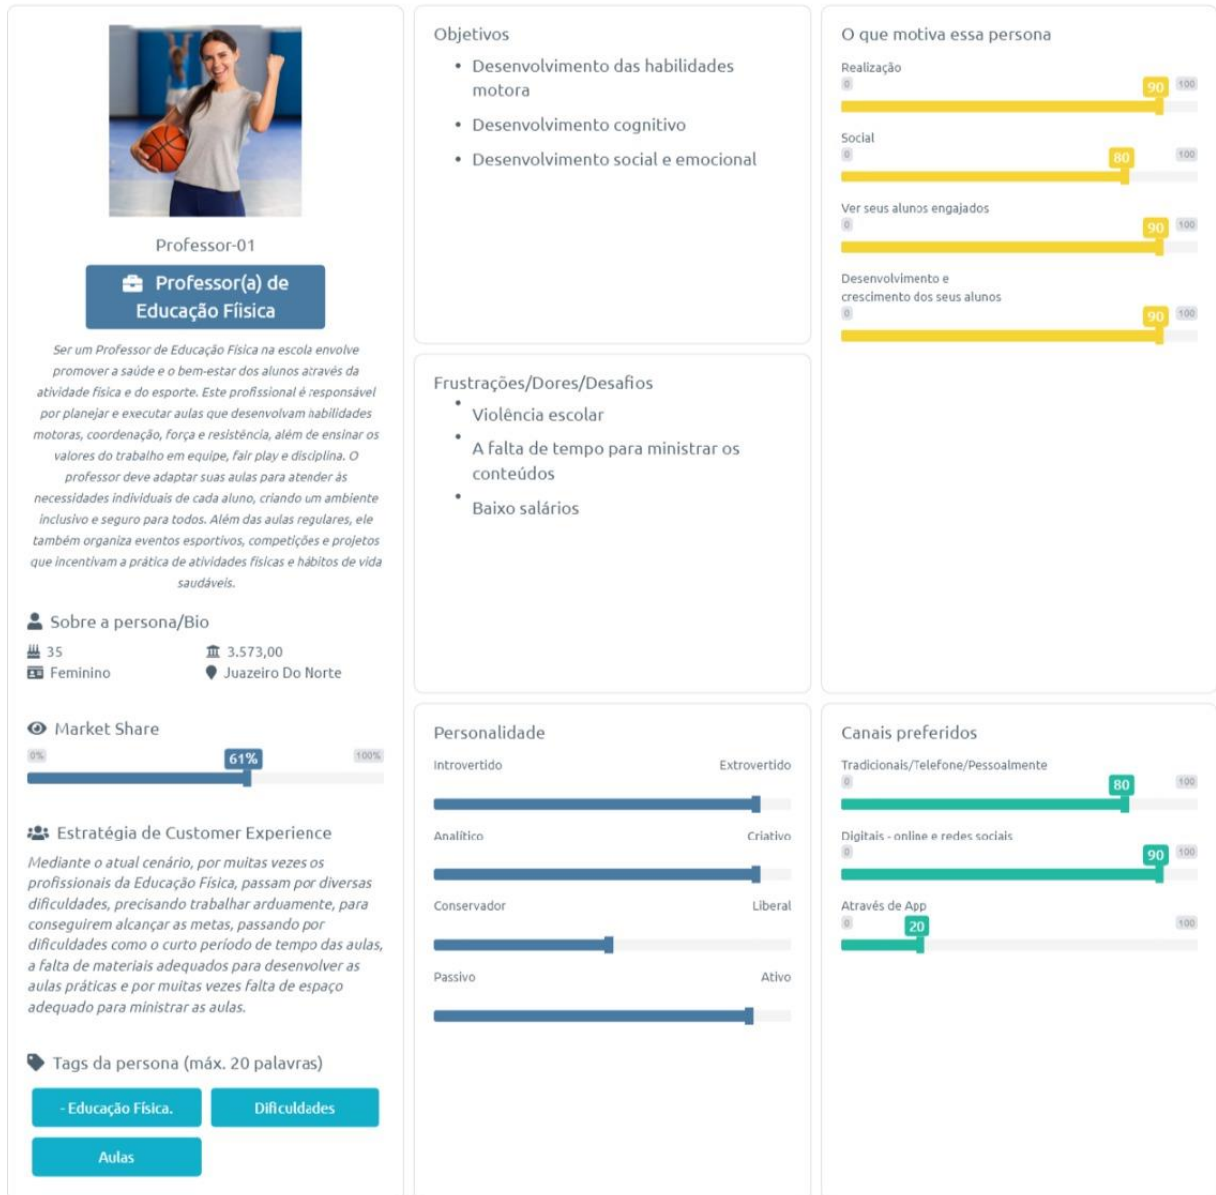 Professor-01
Professor(a) de
Educação Fíisica
Ser um Professor de Educação Física na escola envolve
promover a saúde e o bem-estar dos alunos através da
atividade física e do esporte. Este profissional é responsável
por planejar e executar aulas que desenvolvam habilidades
motoras, coordenação, força e resistência, além de ensinar os
valores do trabalho em equipe, fair play e disciplina. O
professor deve adaptar suas aulas para atender às
necessidades individuais de cada aluno, criando um ambiente
inclusivo e seguro para todos. Além das aulas regulares, ele
também organiza eventos esportivos, competições e projetos
que incentivam a prática de atividades físicas e hábitos de vida
saudáveis.
Sobre a persona/Bio
35
3.573,00
Feminino
Juazeiro Do Norte
Market Share
0%
61%
100%
Estratégia de Customer Experience
Mediante o atual cenário, por muitas vezes os
profissionais da Educação Física, passam por diversas
dificuldades, precisando trabalhar arduamente, para
conseguirem alcançar as metas, passando por
dificuldades como o curto período de tempo das aulas,
a falta de materiais adequados para desenvolver as
aulas práticas e por muitas vezes falta de espaço
adequado para ministrar as aulas.
Tags da persona (máx. 20 palavras)
- Educação Física.
Dificuldades
Aulas
Objetivos
• Desenvolvimento das habilidades
motora
• Desenvolvimento cognitivo
• Desenvolvimento social e emocional
Frustrações/Dores/Desafios
• Violência escolar
• A falta de tempo para ministrar os
conteúdos
• Baixo salários
Personalidade
Introvertido Extrovertido
Analítico Criativo
Conservador Liberal
Passivo Ativo
O que motiva essa persona
Realização
0 90 100
Social
0 80 100
Ver seus alunos engajados
0 90 100
Desenvolvimento e
crescimento dos seus alunos
0 90 100
Canais preferidos
Tradicionais/Telefone/Pessoalmente
0 80 100
Digitais - online e redes sociais
0 90 100
Através de App
0 20 100